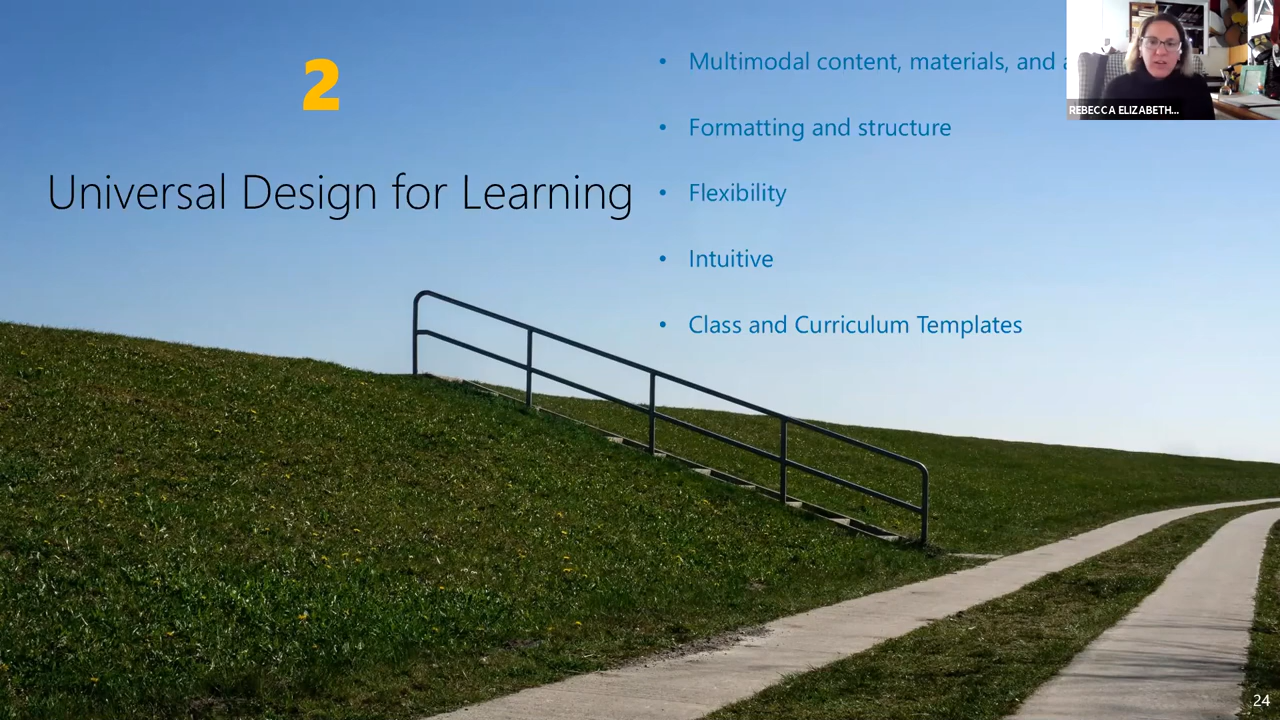 2
Universal Design for Learning
• Multimodal content, materials, and
• Formatting and structure
• Flexibility
• Intuitive
• Class and Curriculum Templates
REBECCA ELIZABETH...
24